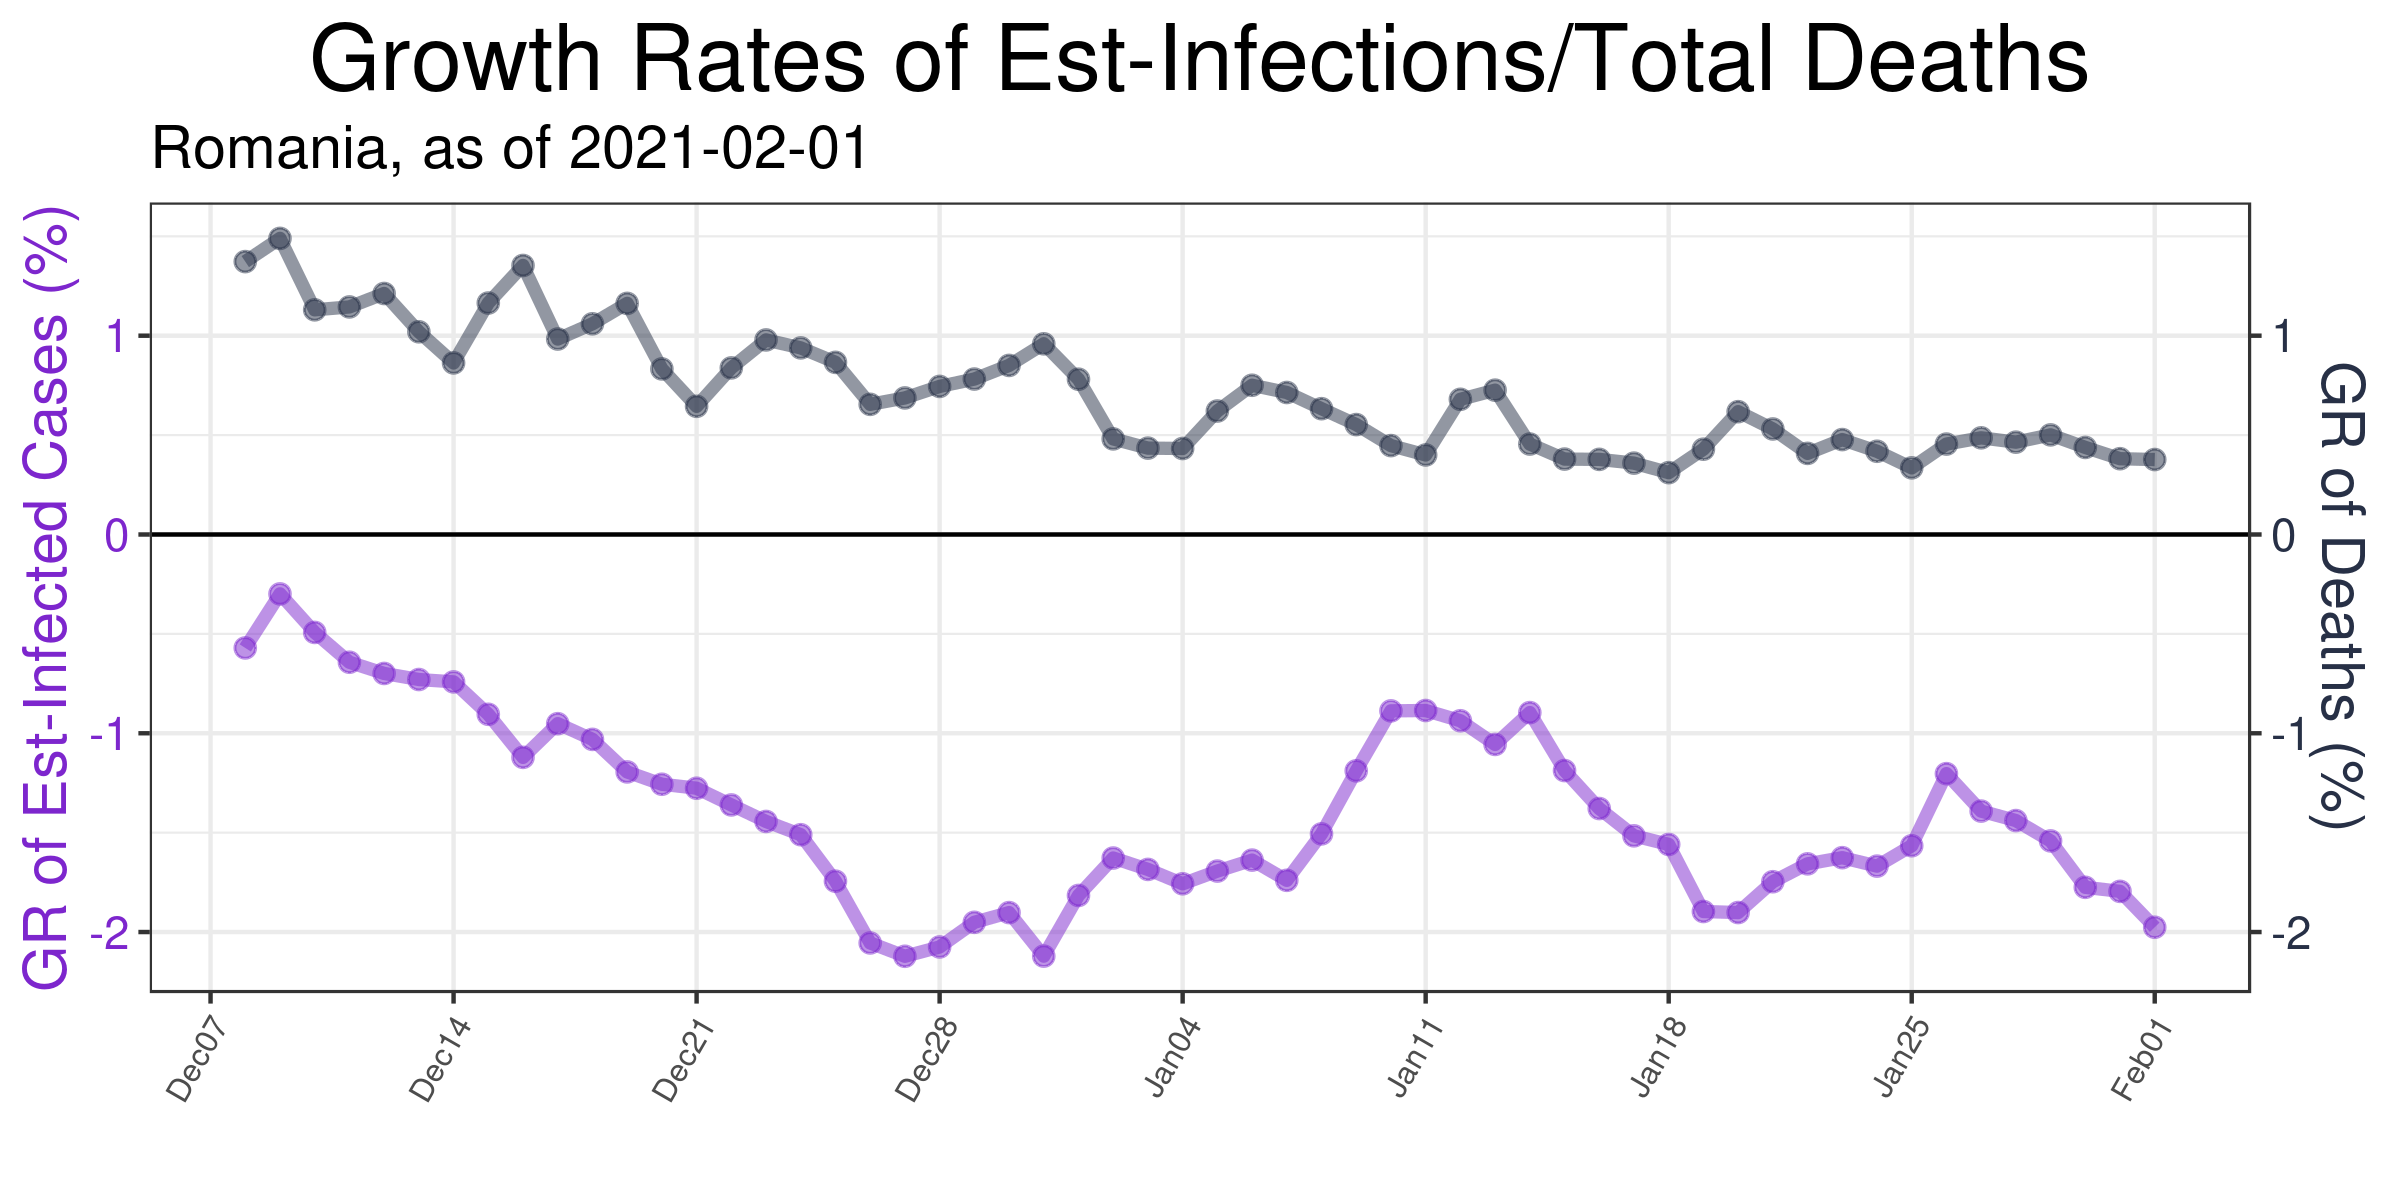 Growth Rates of Est-Infections/Total Deaths
Romania, as of 2021-02-01
GR of Est-Infected Cases (%)
1
0
-1
-2
1
0
-1
-2
GR of Deaths (%)
Dec07
Dec14
Dec21
Dec28
Jan04
Jan11
Jan18
Jan25
Feb01